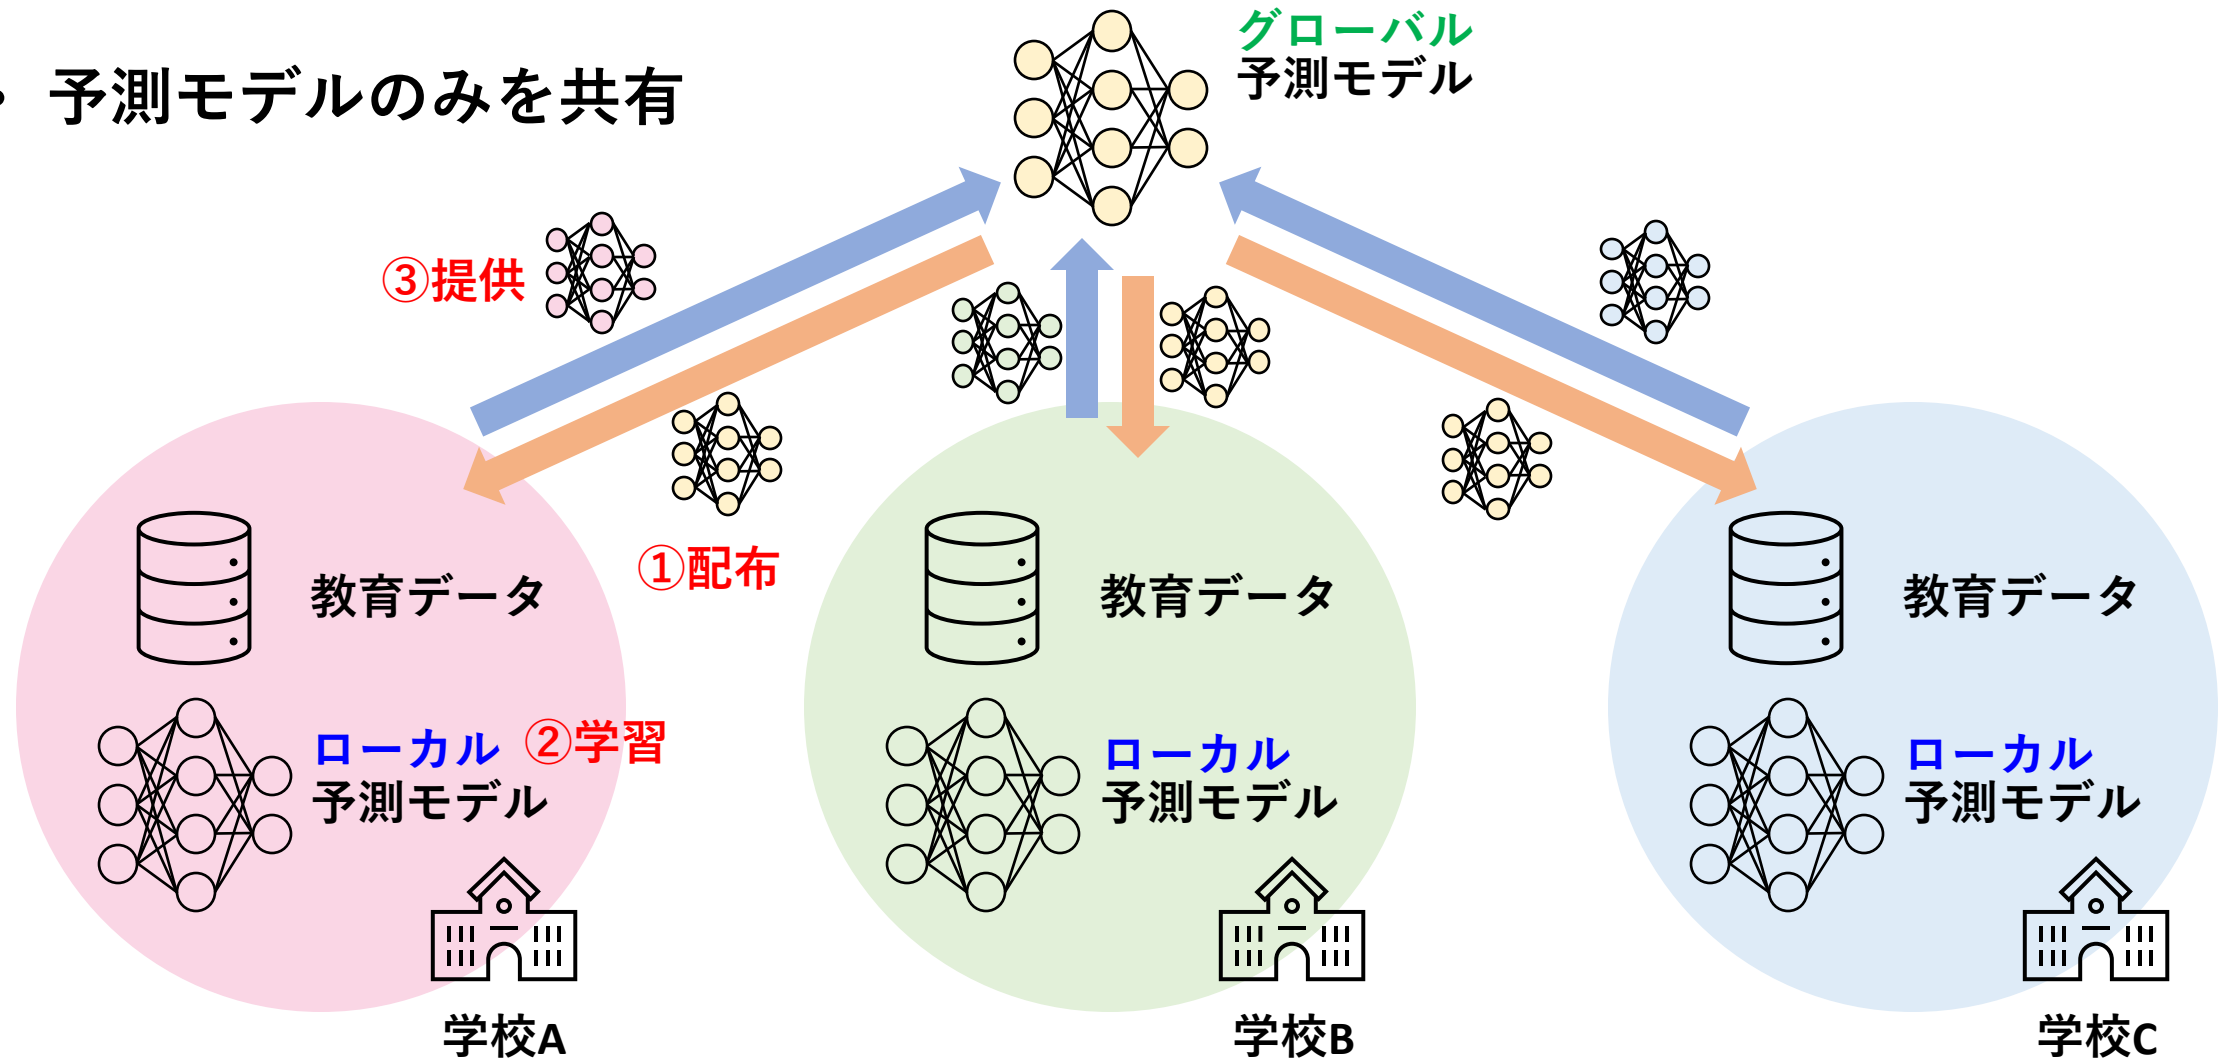 ・予測モデルのみを共有
グローバル
予測モデル
③提供
①配布
教育データ
ローカル
予測モデル
②学習
学校A
教育データ
ローカル
予測モデル
学校B
教育データ
ローカル
予測モデル
学校C